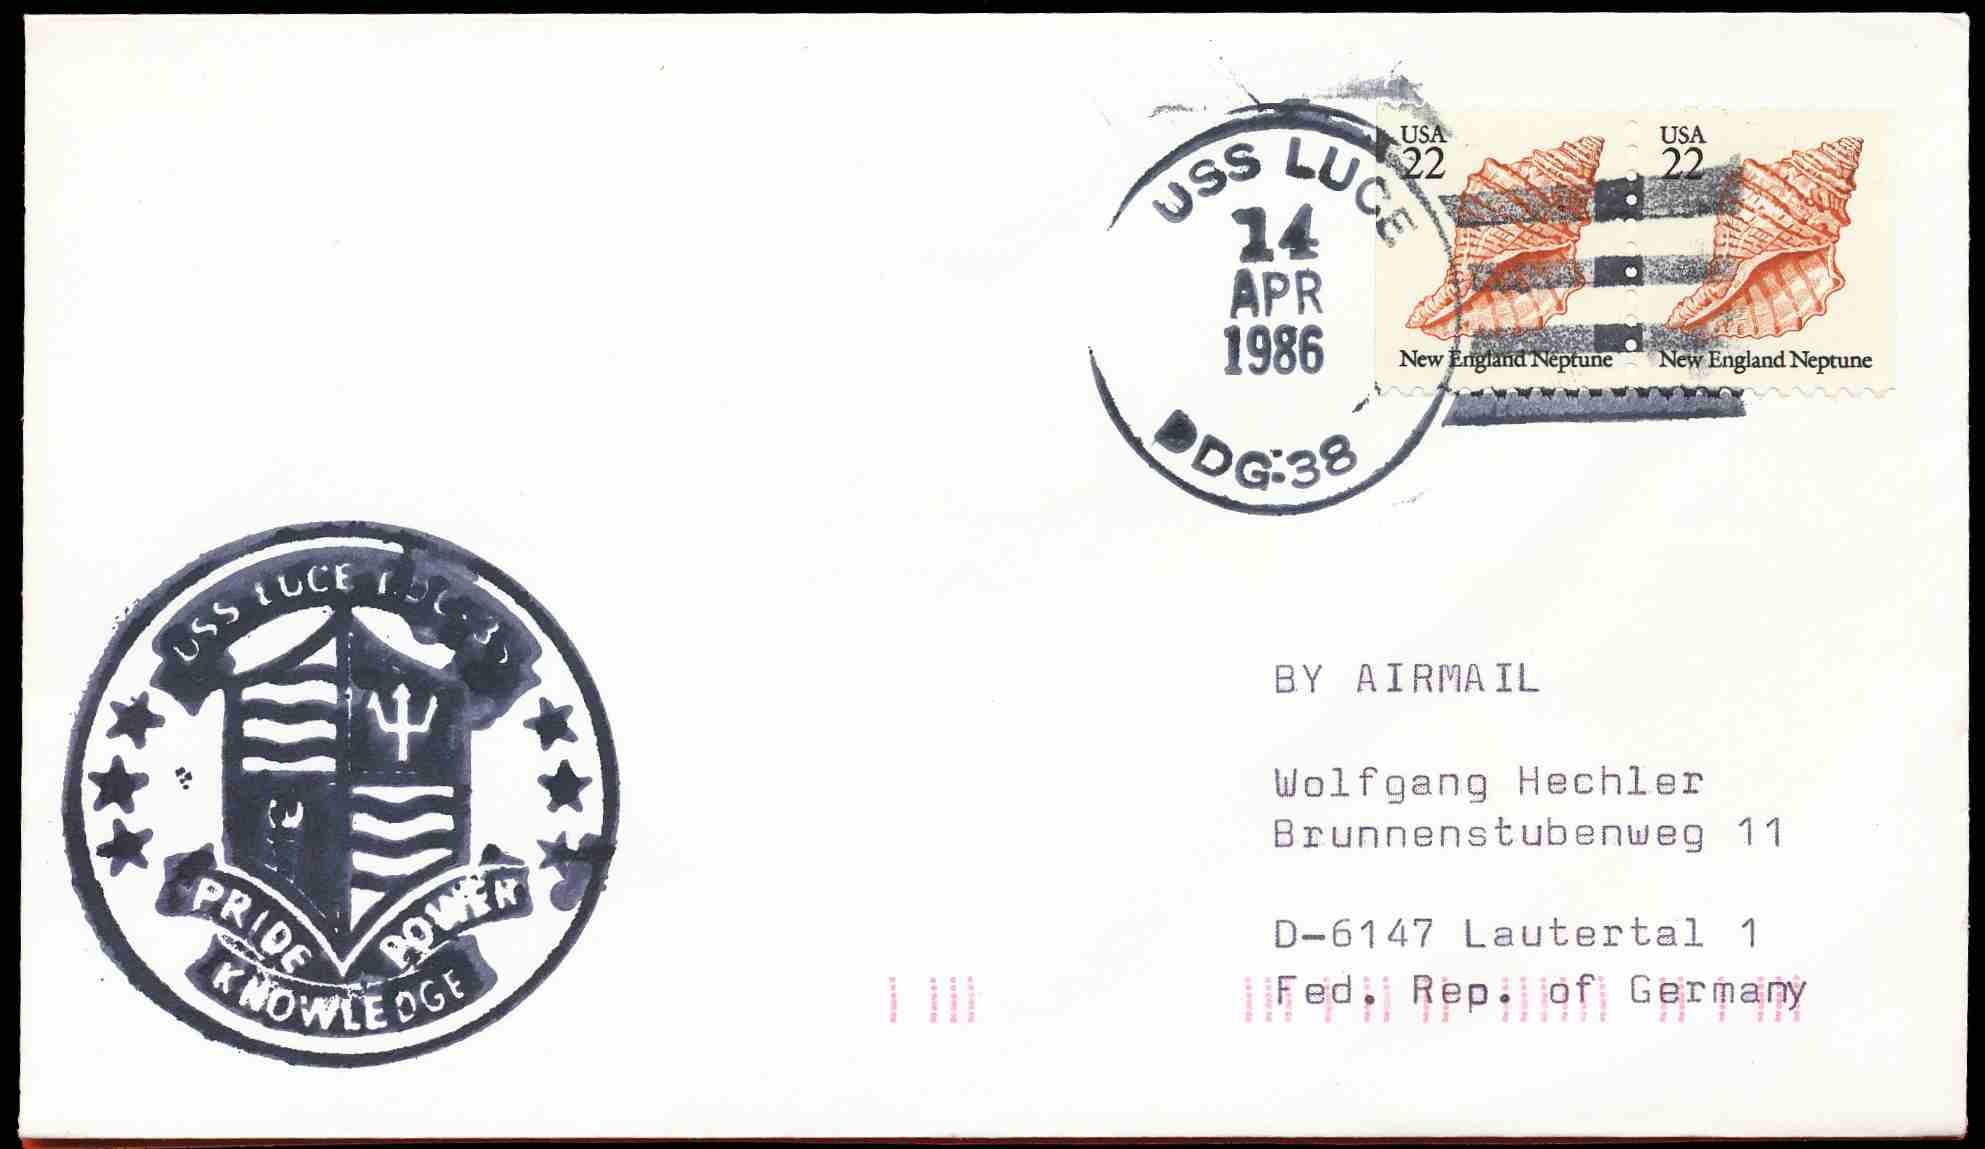 USS LUCE
14
APR
1986
DDG-38
USA
22
New England Neptune
USA
22
New England Neptune
USS LUCE
PRIDE
POWER
KNOWLEDGE
BY AIRMAIL
Wolfgang Hechler
Brunnenstubenweg 11
D-6147 Lautertal 1
Fed. Rep. of Germany